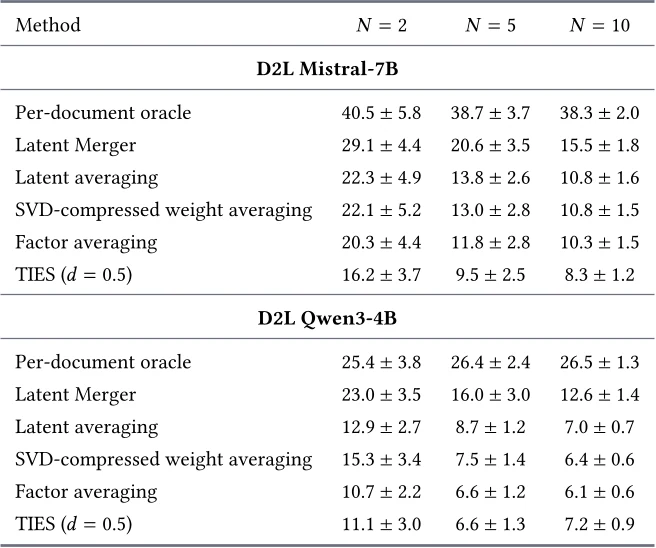 Method N = 2 N = 5 N = 10
D2L Mistral-7B
Per-document oracle 40.5 ± 5.8 38.7 ± 3.7 38.3 ± 2.0
Latent Merger 29.1 ± 4.4 20.6 ± 3.5 15.5 ± 1.8
Latent averaging 22.3 ± 4.9 13.8 ± 2.6 10.8 ± 1.6
SVD-compressed weight averaging 22.1 ± 5.2 13.0 ± 2.8 10.8 ± 1.5
Factor averaging 20.3 ± 4.4 11.8 ± 2.8 10.3 ± 1.5
TIES (d = 0.5) 16.2 ± 3.7 9.5 ± 2.5 8.3 ± 1.2
D2L Qwen3-4B
Per-document oracle 25.4 ± 3.8 26.4 ± 2.4 26.5 ± 1.3
Latent Merger 23.0 ± 3.5 16.0 ± 3.0 12.6 ± 1.4
Latent averaging 12.9 ± 2.7 8.7 ± 1.2 7.0 ± 0.7
SVD-compressed weight averaging 15.3 ± 3.4 7.5 ± 1.4 6.4 ± 0.6
Factor averaging 10.7 ± 2.2 6.6 ± 1.2 6.1 ± 0.6
TIES (d = 0.5) 11.1 ± 3.0 6.6 ± 1.3 7.2 ± 0.9